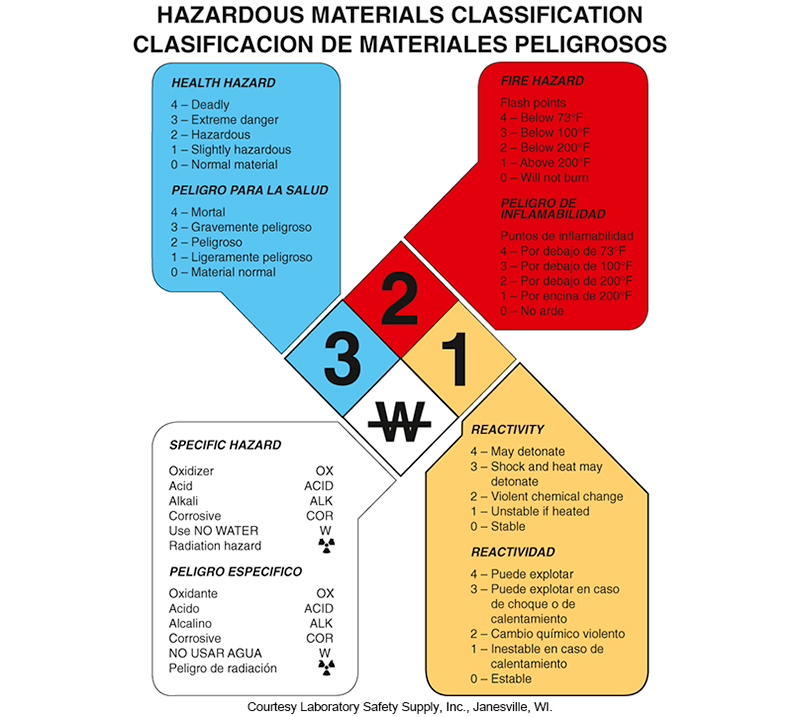 HAZARDOUS MATERIALS CLASSIFICATION
CLASIFICACION DE MATERIALES PELIGROSOS
HEALTH HAZARD
4 – Deadly
3 – Extreme danger
2 – Hazardous
1 – Slightly hazardous
0 – Normal material
PELIGRO PARA LA SALUD
4 – Mortal
3 – Gravemente peligroso
2 – Peligroso
1 – Ligeramente peligroso
0 – Material normal
FIRE HAZARD
Flash points
4 – Below 73°F
3 – Below 100°F
2 – Below 200°F
1 – Above 200°F
0 – Will not burn
PELIGRO DE
INFLAMABILIDAD
Puntos de inflamabilidad
4 – Por debajo de 73°F
3 – Por debajo de 100°F
2 – Por debajo de 200°F
1 – Por encina de 200°F
0 – No arde
2
3
1
W
SPECIFIC HAZARD
Oxidizer OX
Acid ACID
Alkali ALK
Corrosive COR
Use NO WATER W
Radiation hazard
PELIGRO ESPECIFICO
Oxidante OX
Acido ACID
Alcalino ALK
Corrosive COR
NO USAR AGUA W
Peligro de radiación
REACTIVITY
4 – May detonate
3 – Shock and heat may
detonate
2 – Violent chemical change
1 – Unstable if heated
0 – Stable
REACTIVIDAD
4 – Puede explotar
3 – Puede explotar en caso
de choque o de
calentamiento
2 – Cambio químico violento
1 – Inestable en caso de
calentamiento
0 – Estable
Courtesy Laboratory Safety Supply, Inc., Janesville, WI.